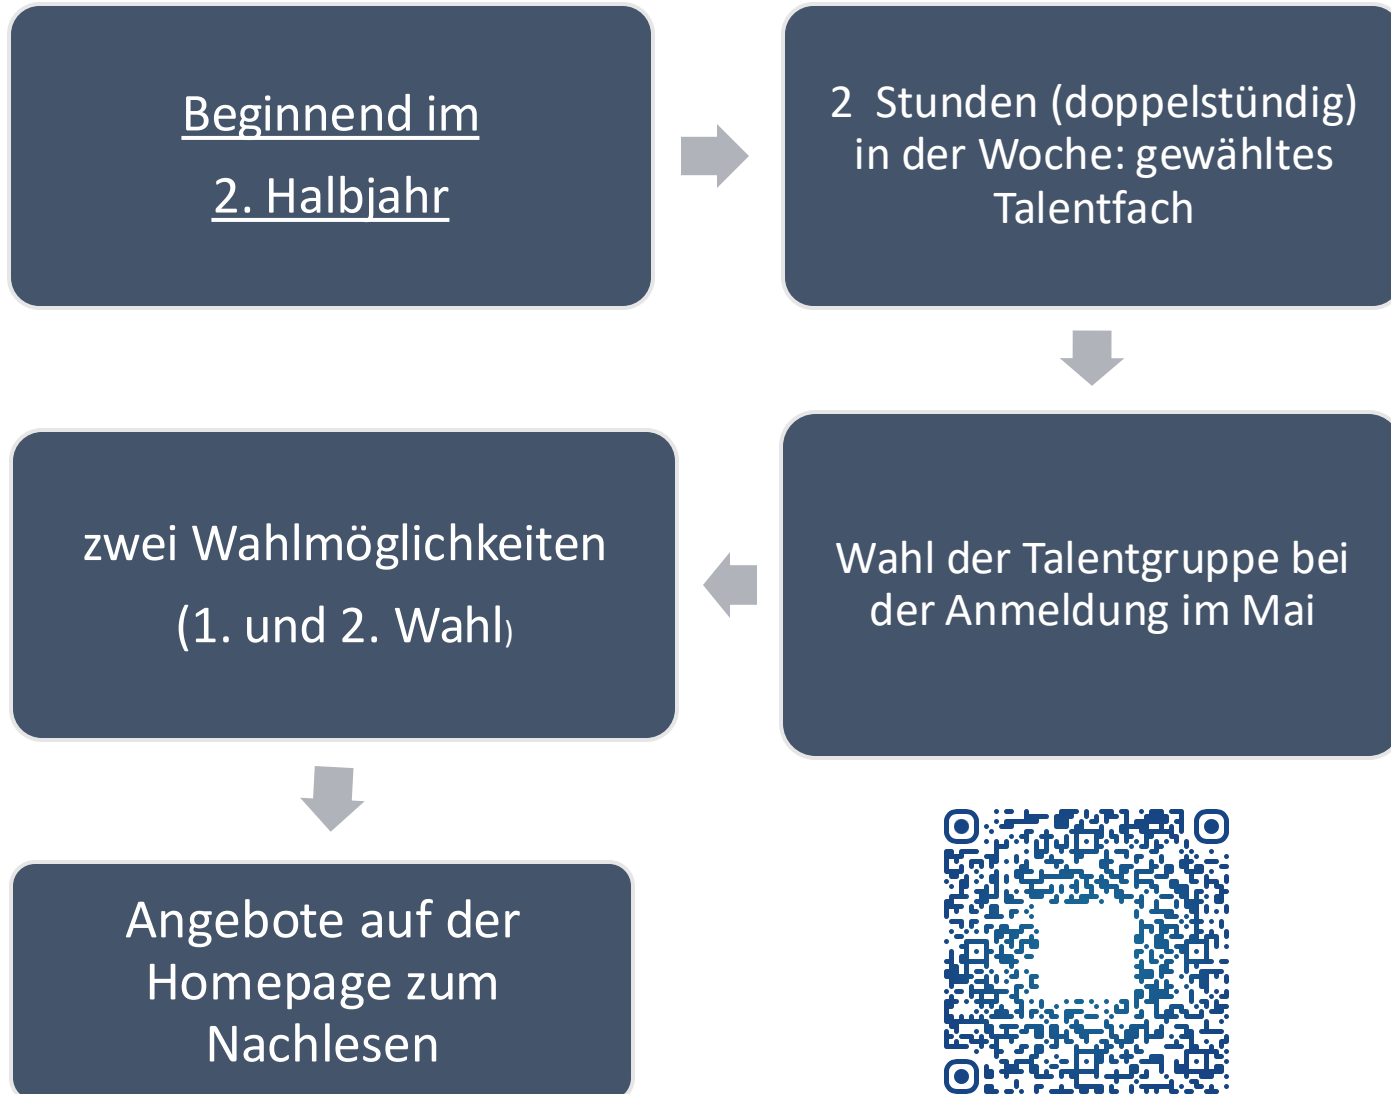 Beginnend im
2. Halbjahr
2 Stunden (doppelstündig)
in der Woche: gewähltes
Talentfach
Wahl der Talentgruppe bei
der Anmeldung im Mai
zwei Wahlmöglichkeiten
(1. und 2. Wahl)
Angebote auf der
Homepage zum
Nachlesen